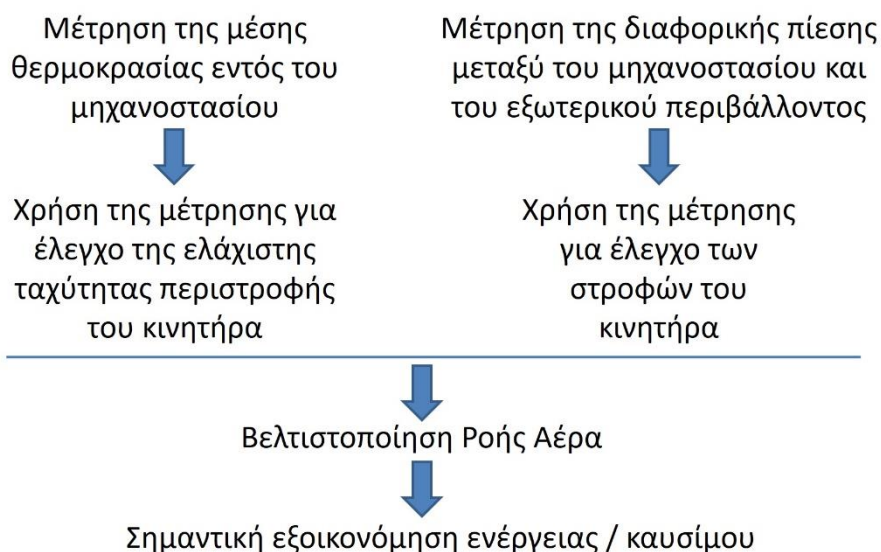 Μέτρηση της μέσης
θερμοκρασίας εντός του
μηχανοστασίου
Μέτρηση της διαφορικής πίεσης
μεταξύ του μηχανοστασίου και
του εξωτερικού περιβάλλοντος
Χρήση της μέτρησης για
έλεγχο της ελάχιστης
ταχύτητας περιστροφής
του κινητήρα
Χρήση της μέτρησης
για έλεγχο των
στροφών του
κινητήρα
Βελτιστοποίηση Ροής Αέρα
Σημαντική εξοικονόμηση ενέργειας / καυσίμου